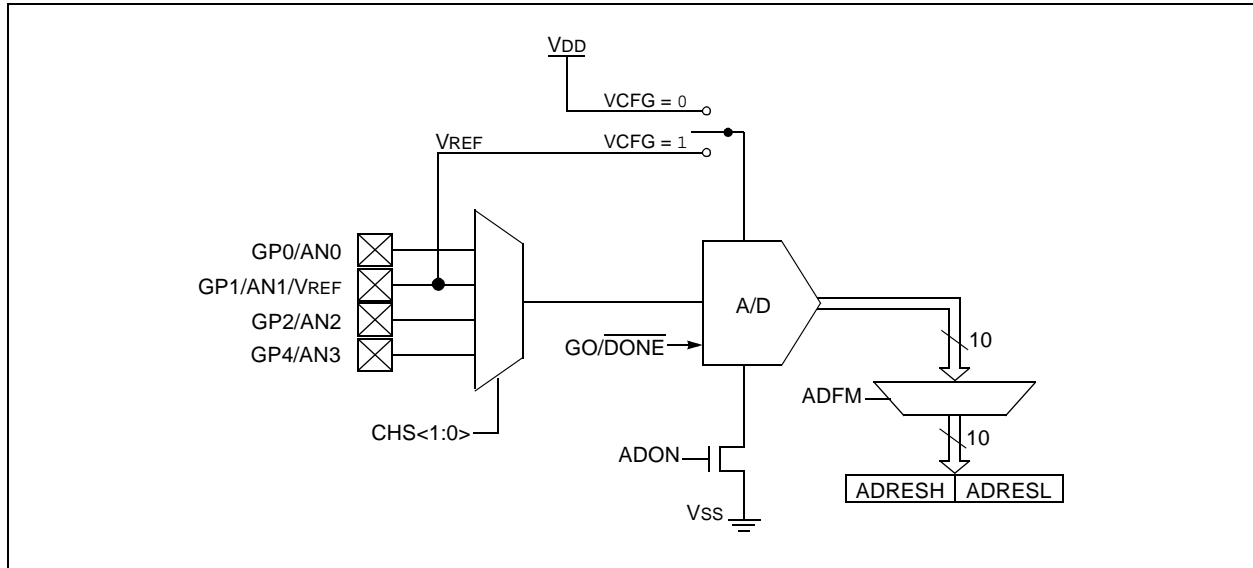 VDD
VCFG = 0
VREF
VCFG = 1
GP0/AN0
GP1/AN1/VREF
GP2/AN2
GP4/AN3
A/D
GO/DONE
10
ADFM
CHS<1:0>
10
ADON
ADRESH ADRESL
VSS